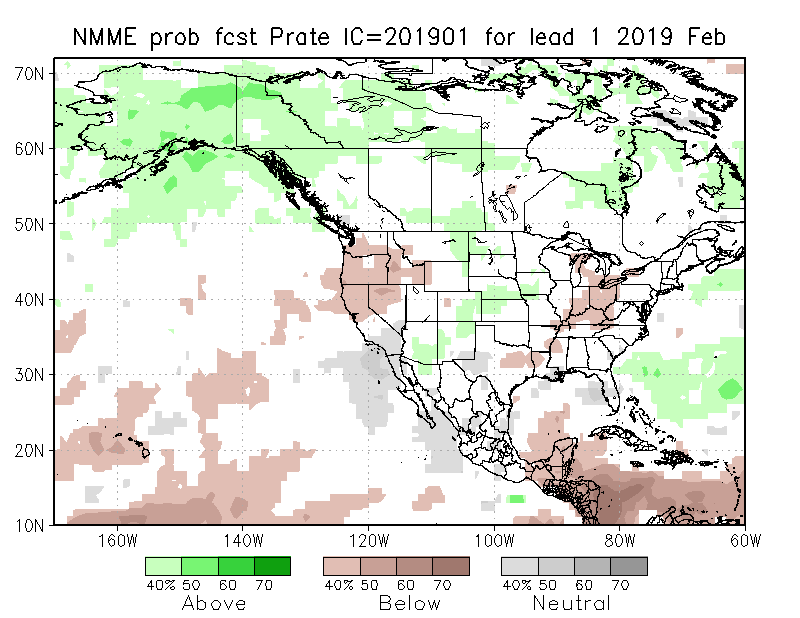 NMME prob fcst Prate IC=201901 for lead 1 2019 Feb
70N
60N
50N
40N
30N
20N
10N
160W 140W 120W 100W 80W 60W
40% 50 60 70 40% 50 60 70 40% 50 60 70
Above Below Neutral